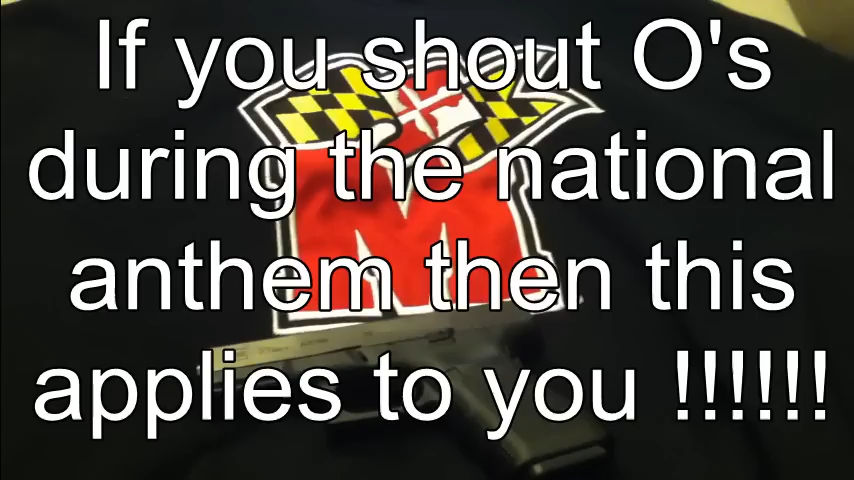 If you shout O's
during the national
anthem then this
applies to you !!!!!!
M